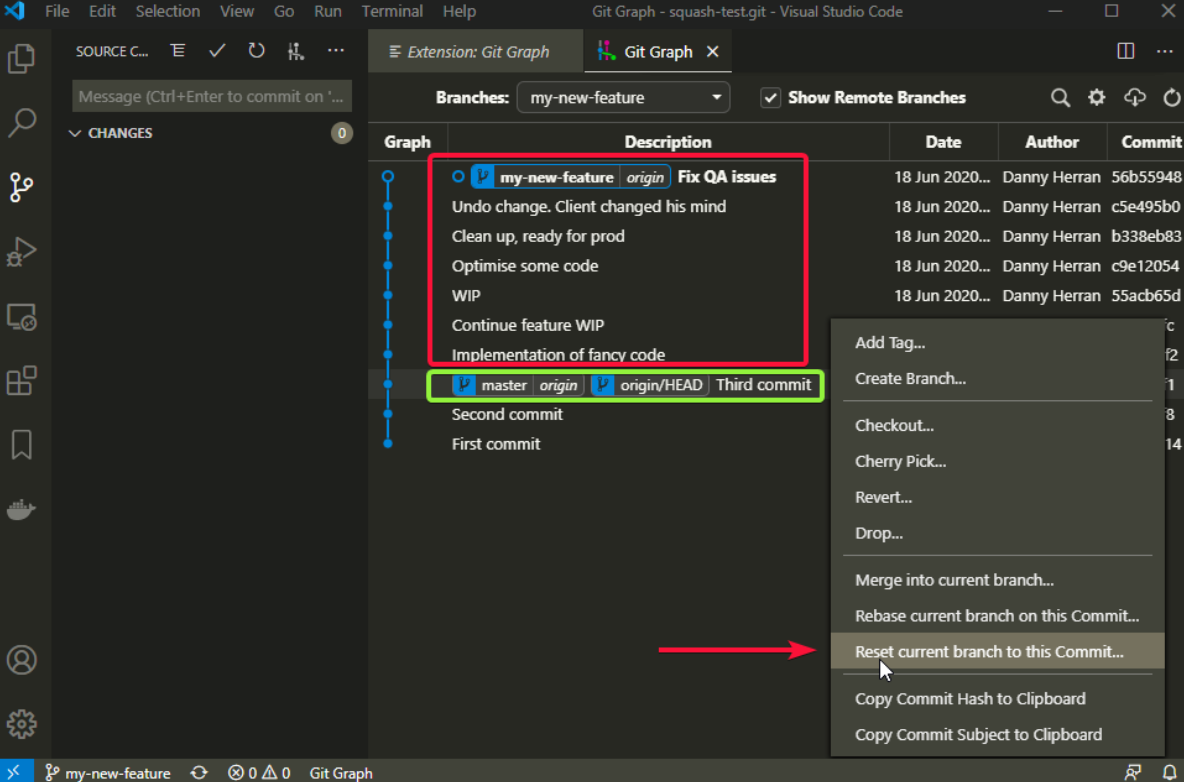 File Edit Selection View Go Run Terminal Help Git Graph - squash-test.git - Visual Studio Code
SOURCE C... Extension: Git Graph Git Graph
Message (Ctrl+Enter to commit on '...
Branches: my-new-feature Show Remote Branches
CHANGES 0
Graph Description Date Author Commit
my-new-feature origin Fix QA issues 18 Jun 2020... Danny Herran 56b55948
Undo change. Client changed his mind 18 Jun 2020... Danny Herran c5e495b0
Clean up, ready for prod 18 Jun 2020... Danny Herran b338eb83
Optimise some code 18 Jun 2020... Danny Herran c9e12054
WIP 18 Jun 2020... Danny Herran 55acb65d
Continue feature WIP fc
Implementation of fancy code f2
master origin origin/HEAD Third commit f1
Second commit f8
First commit 14
Add Tag...
Create Branch...
Checkout...
Cherry Pick...
Revert...
Drop...
Merge into current branch...
Rebase current branch on this Commit...
Reset current branch to this Commit...
Copy Commit Hash to Clipboard
Copy Commit Subject to Clipboard
my-new-feature 0 0 Git Graph